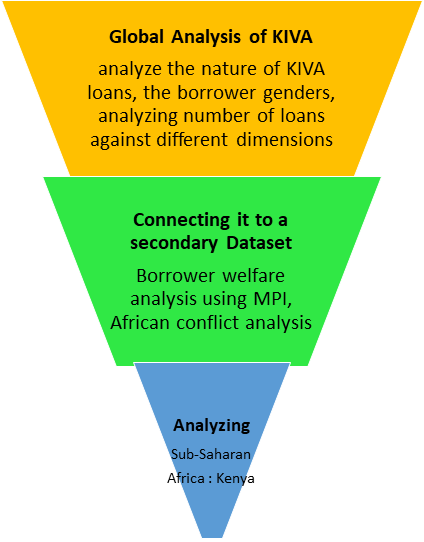 Global Analysis of KIVA
analyze the nature of KIVA
loans, the borrower genders,
analyzing number of loans
against different dimensions
Connecting it to a
secondary Dataset
Borrower welfare
analysis using MPI,
African conflict analysis
Analyzing
Sub-Saharan
Africa : Kenya